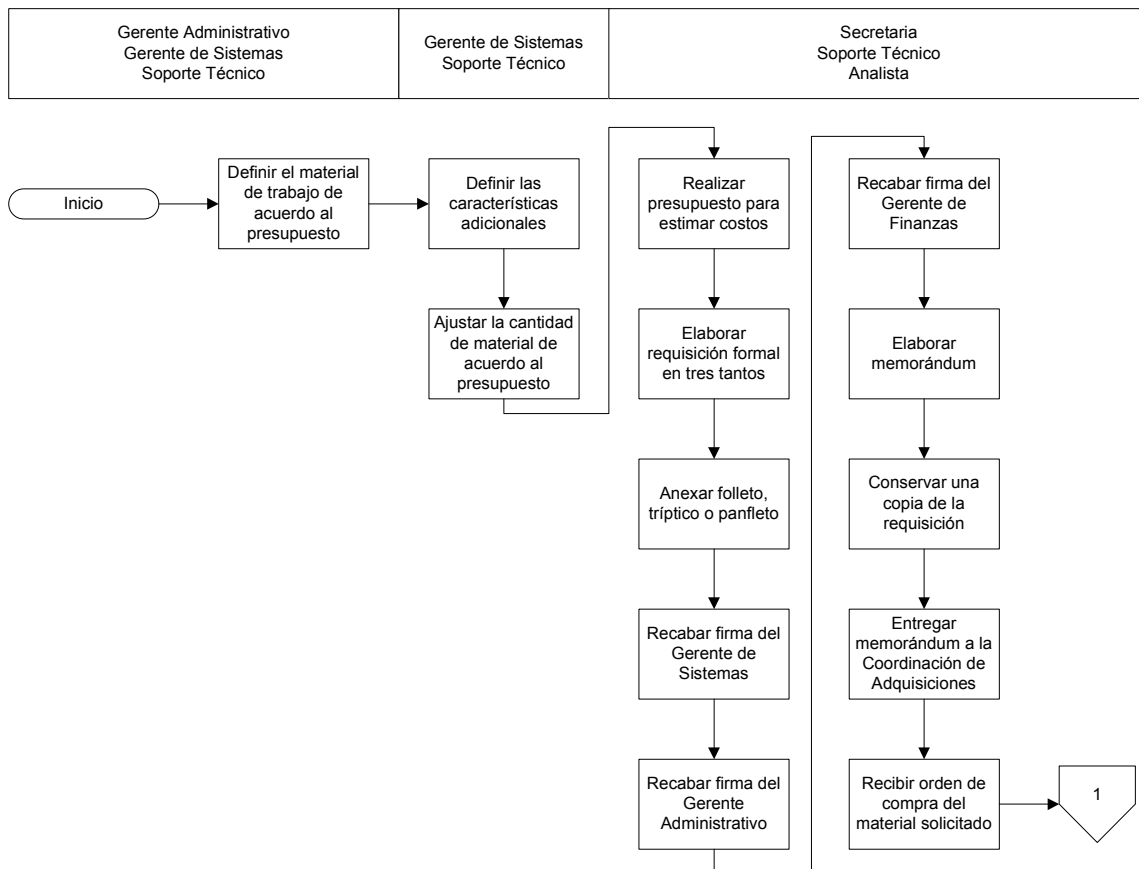 Gerente Administrativo
Gerente de Sistemas
Soporte Técnico
Gerente de Sistemas
Soporte Técnico
Secretaria
Soporte Técnico
Analista
Inicio
Definir el material
de trabajo de
acuerdo al
presupuesto
Definir las
características
adicionales
Ajustar la cantidad
de material de
acuerdo al
presupuesto
Realizar
presupuesto para
estimar costos
Elaborar
requisición formal
en tres tantos
Anexar folleto,
tríptico o panfleto
Recabar firma del
Gerente de
Sistemas
Recabar firma del
Gerente
Administrativo
Recabar firma del
Gerente de
Finanzas
Elaborar
memorándum
Conservar una
copia de la
requisición
Entregar
memorándum a la
Coordinación de
Adquisiciones
Recibir orden de
compra del
material solicitado
1